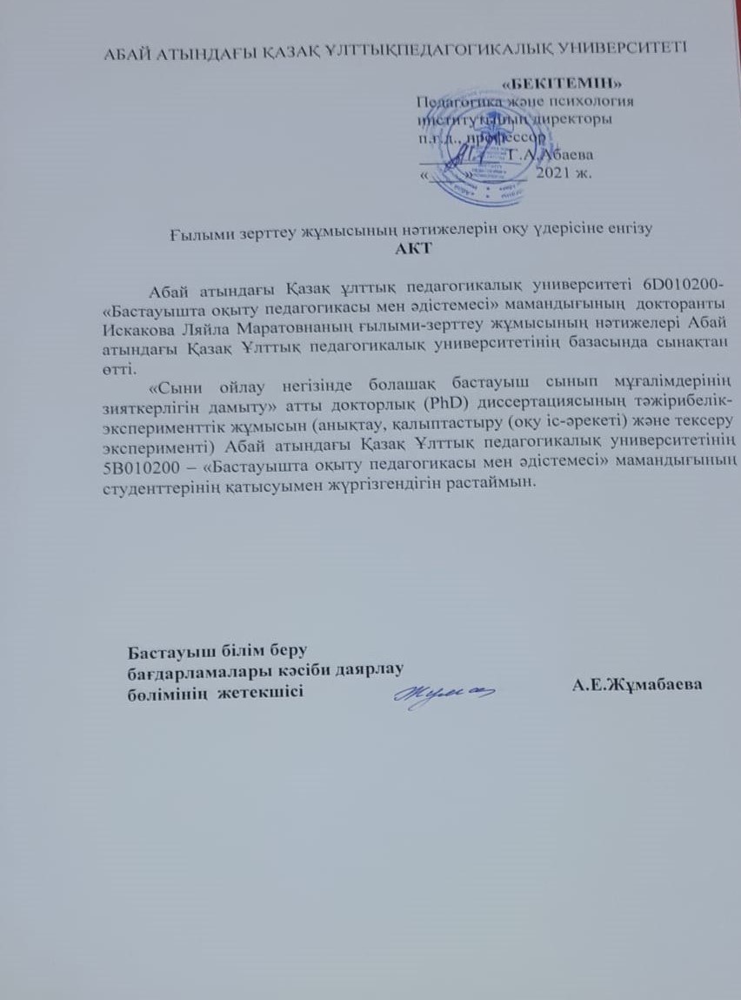 АБАЙ АТЫНДАҒЫ ҚАЗАҚ ҰЛТТЫҚПЕДАГОГИКАЛЫҚ УНИВЕРСИТЕТІ
«БЕКІТЕМІН»
Педагогика және психология
институтының директоры
п.ғ.д., профессор
Г.А.Абаева
«____»________ 2021 ж.
Ғылыми зерттеу жұмысының нәтижелерін оқу үдерісіне енгізу
АКТ
Абай атындағы Қазақ ұлттық педагогикалық университеті 6D010200-
«Бастауышта оқыту педагогикасы мен әдістемесі» мамандығының докторанты
Искакова Ляйла Маратовнаның ғылыми-зерттеу жұмысының нәтижелері Абай
атындағы Қазақ Ұлттық педагогикалық университетінің базасында сынақтан
өтті.
«Сыни ойлау негізінде болашақ бастауыш сынып мұғалімдерінің
зияткерлігін дамыту» атты докторлық (PhD) диссертациясының тәжірибелік-
эксперименттік жұмысын (анықтау, қалыптастыру (оқу іс-әрекеті) және тексеру
эксперименті) Абай атындағы Қазақ Ұлттық педагогикалық университетінің
5В010200 – «Бастауышта оқыту педагогикасы мен әдістемесі» мамандығының
студенттерінің қатысуымен жүргізгендігін растаймын.
Бастауыш білім беру
бағдарламалары кәсіби даярлау
бөлімінің жетекшісі
А.Е.Жұмабаева